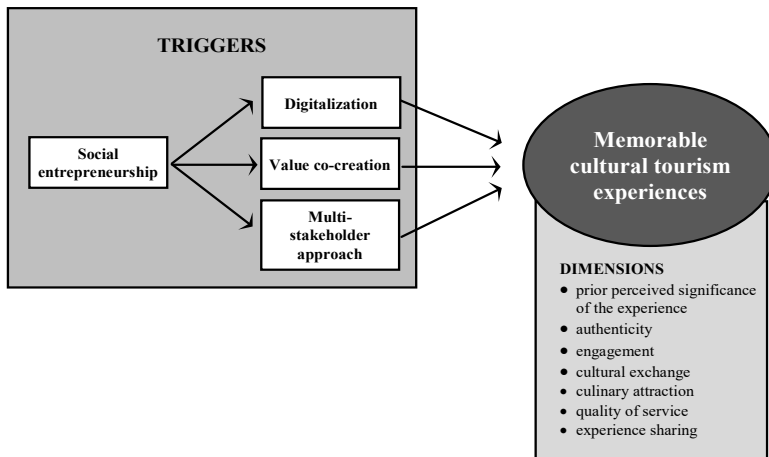 TRIGGERS
Social
entrepreneurship
Digitalization
Value co-creation
Multi-
stakeholder
approach
Memorable
cultural tourism
experiences
DIMENSIONS
• prior perceived significance
of the experience
• authenticity
• engagement
• cultural exchange
• culinary attraction
• quality of service
• experience sharing